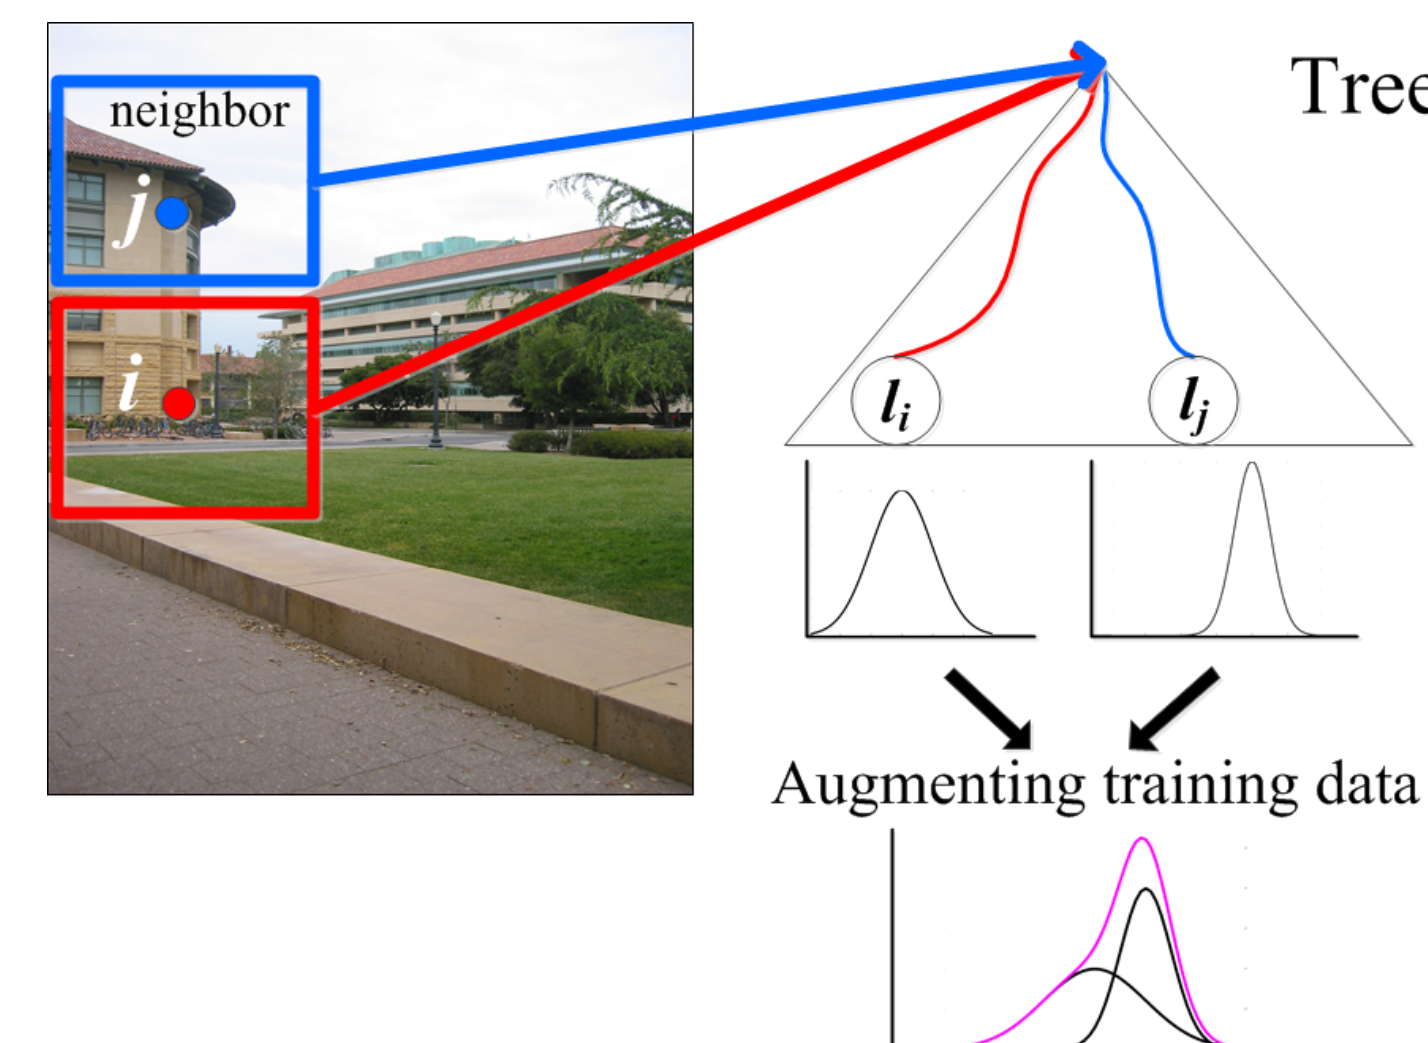 neighbor
j
i
Tree
l_i
l_j
Augmenting training data